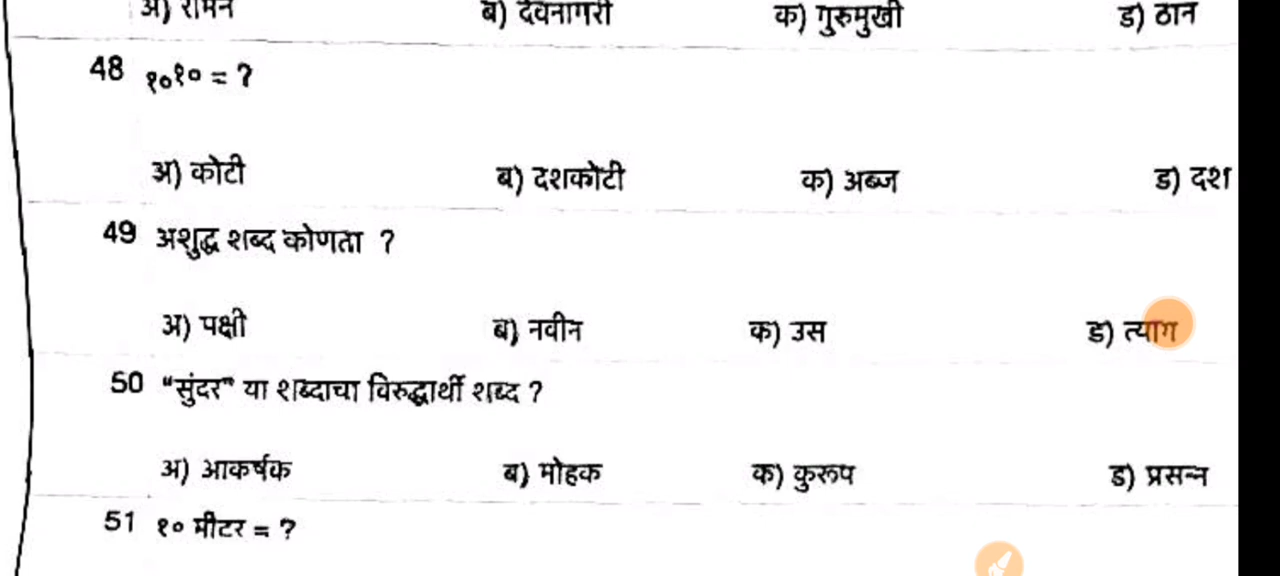 अ) रोमन ब) देवनागरी क) गुरुमुखी ड) ठान
48 १०१० = ?
अ) कोटी ब) दशकोटी क) अब्ज ड) दश
49 अशुद्ध शब्द कोणता ?
अ) पक्षी ब) नवीन क) उस ड) त्याग
50 “सुंदर” या शब्दाचा विरुद्धार्थी शब्द ?
अ) आकर्षक ब) मोहक क) कुरूप ड) प्रसन्न
51 १० मीटर = ?